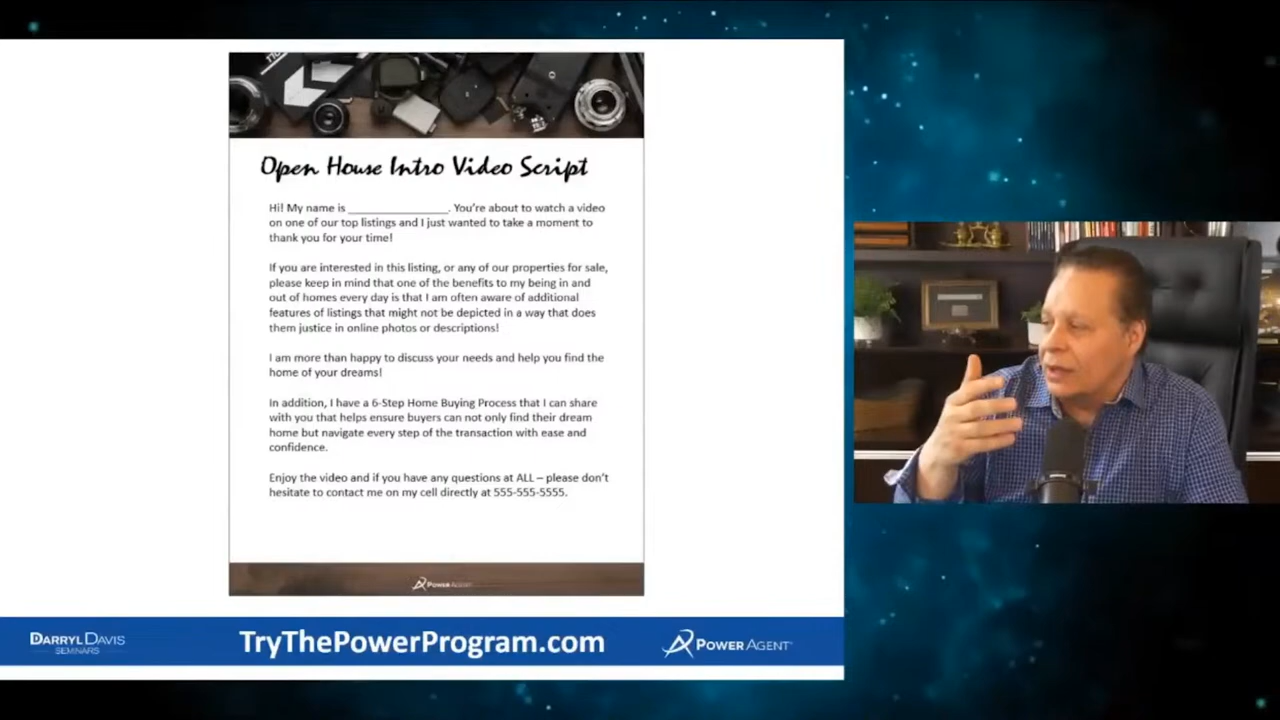 Open House Intro Video Script
Hi! My name is ________________. You're about to watch a video
on one of our top listings and I just wanted to take a moment to
thank you for your time!
If you are interested in this listing, or any of our properties for sale,
please keep in mind that one of the benefits to my being in and
out of homes every day is that I am often aware of additional
features of listings that might not be depicted in a way that does
them justice in online photos or descriptions!
I am more than happy to discuss your needs and help you find the
home of your dreams!
In addition, I have a 6-Step Home Buying Process that I can share
with you that helps ensure buyers can not only find their dream
home but navigate every step of the transaction with ease and
confidence.
Enjoy the video and if you have any questions at ALL – please don't
hesitate to contact me on my cell directly at 555-555-5555.
POWER AGENT
DARRYL DAVIS
SEMINARS
TryThePowerProgram.com
POWER AGENT